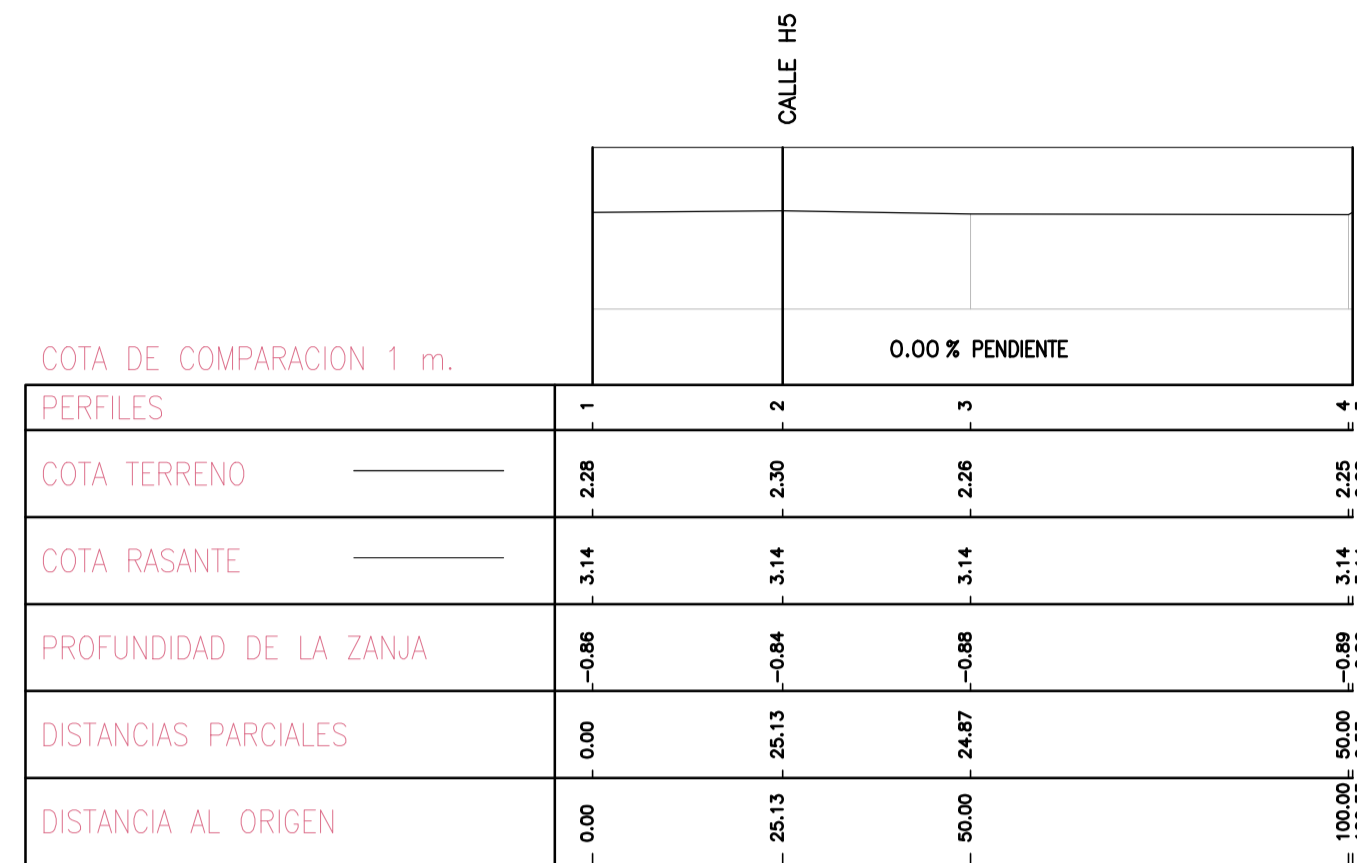 CALLE H5
0.00 % PENDIENTE
COTA DE COMPARACION 1 m.
PERFILES 1 2 3 4
COTA TERRENO 2.28 2.30 2.26 2.25
COTA RASANTE 3.14 3.14 3.14 3.14
PROFUNDIDAD DE LA ZANJA -0.86 -0.84 -0.88 -0.89
DISTANCIAS PARCIALES 0.00 25.13 24.87 50.00
DISTANCIA AL ORIGEN 0.00 25.13 50.00 100.00